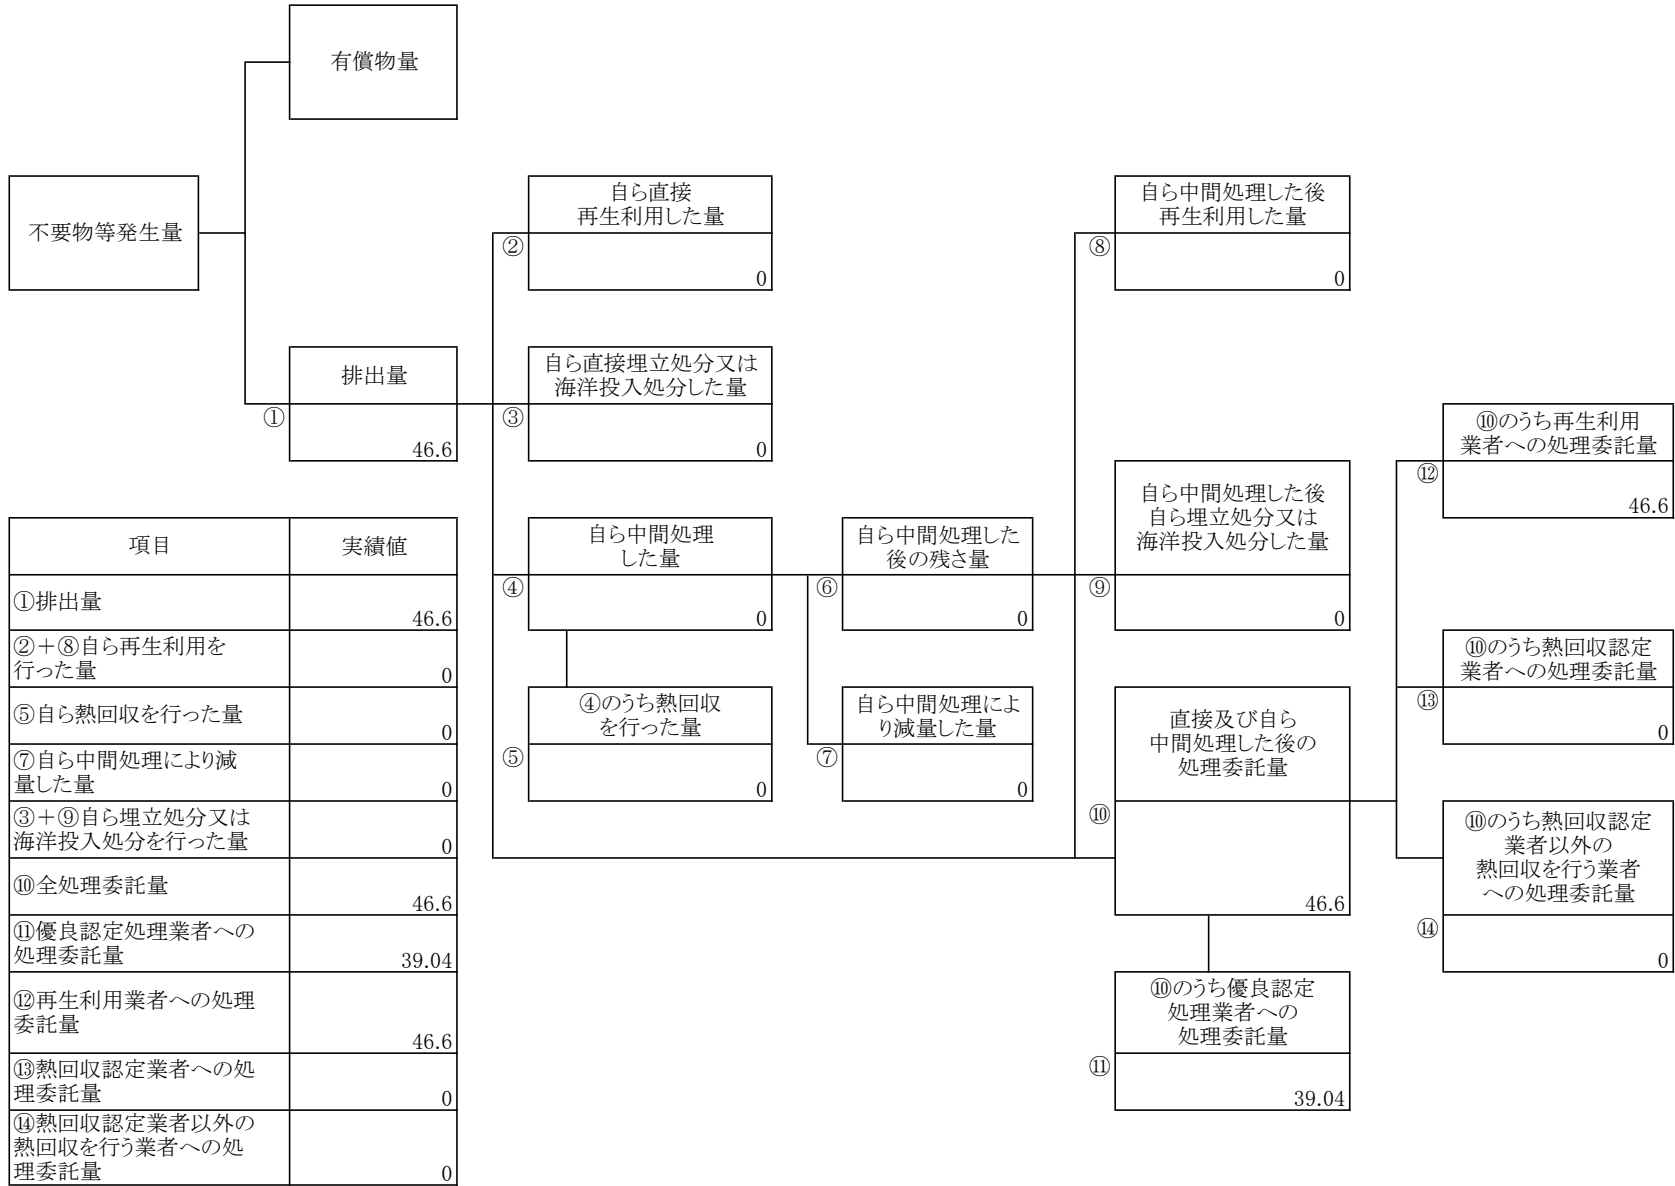 有償物量
不要物等発生量
自ら直接
再生利用した量
②
0
自ら中間処理した後
再生利用した量
⑧
0
排出量
①
46.6
自ら直接埋立処分又は
海洋投入処分した量
③
0
⑩のうち再生利用
業者への処理委託量
⑫
46.6
自ら中間処理
した量
④
0
自ら中間処理した
後の残さ量
⑥
0
自ら中間処理した後
自ら埋立処分又は
海洋投入処分した量
⑨
0
⑩のうち熱回収認定
業者への処理委託量
⑬
0
④のうち熱回収
を行った量
⑤
0
自ら中間処理によ
り減量した量
⑦
0
直接及び自ら
中間処理した後の
処理委託量
⑩
46.6
⑩のうち熱回収認定
業者以外の
熱回収を行う業者
への処理委託量
⑭
0
⑩のうち優良認定
処理業者への
処理委託量
⑪
39.04
項目 実績値
①排出量
46.6
②+⑧自ら再生利用を
行った量
0
⑤自ら熱回収を行った量
0
⑦自ら中間処理により減
量した量
0
③+⑨自ら埋立処分又は
海洋投入処分を行った量
0
⑩全処理委託量
46.6
⑪優良認定処理業者への
処理委託量
39.04
⑫再生利用業者への処理
委託量
46.6
⑬熱回収認定業者への処
理委託量
0
⑭熱回収認定業者以外の
熱回収を行う業者への処
理委託量
0